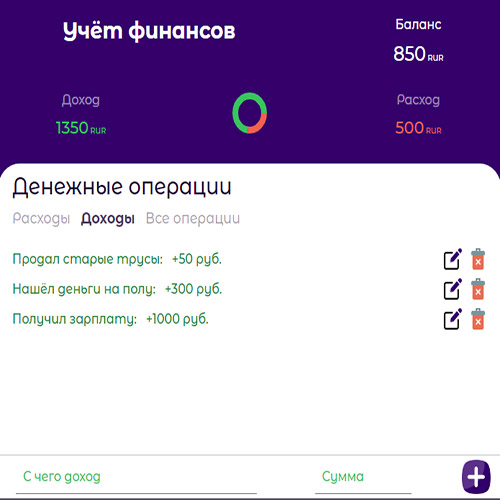 Учёт финансов
Баланс
850 RUR
Доход
Расход
1350 RUR
500 RUR
Денежные операции
Расходы Доходы Все операции
Продал старые трусы: +50 руб.
Нашёл деньги на полу: +300 руб.
Получил зарплату: +1000 руб.
С чего доход
Сумма